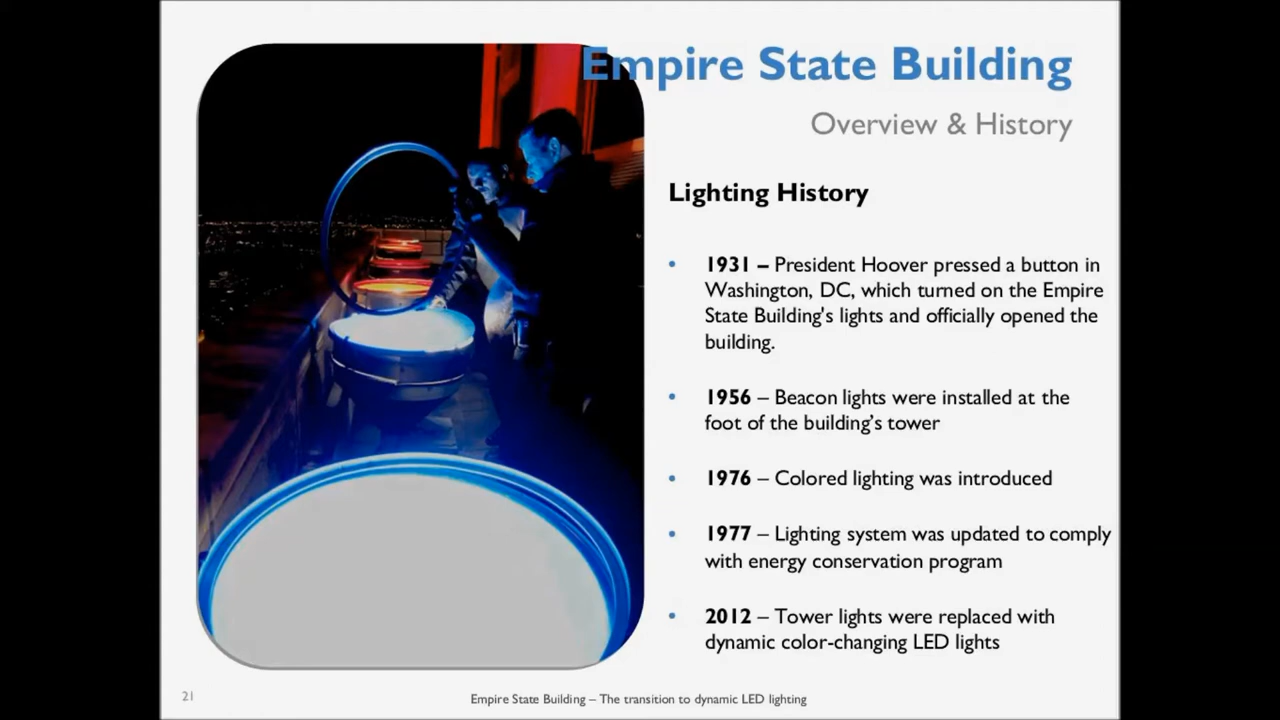 Empire State Building
Overview & History
Lighting History
• 1931 – President Hoover pressed a button in
Washington, DC, which turned on the Empire
State Building's lights and officially opened the
building.
• 1956 – Beacon lights were installed at the
foot of the building’s tower
• 1976 – Colored lighting was introduced
• 1977 – Lighting system was updated to comply
with energy conservation program
• 2012 – Tower lights were replaced with
dynamic color-changing LED lights
21
Empire State Building – The transition to dynamic LED lighting